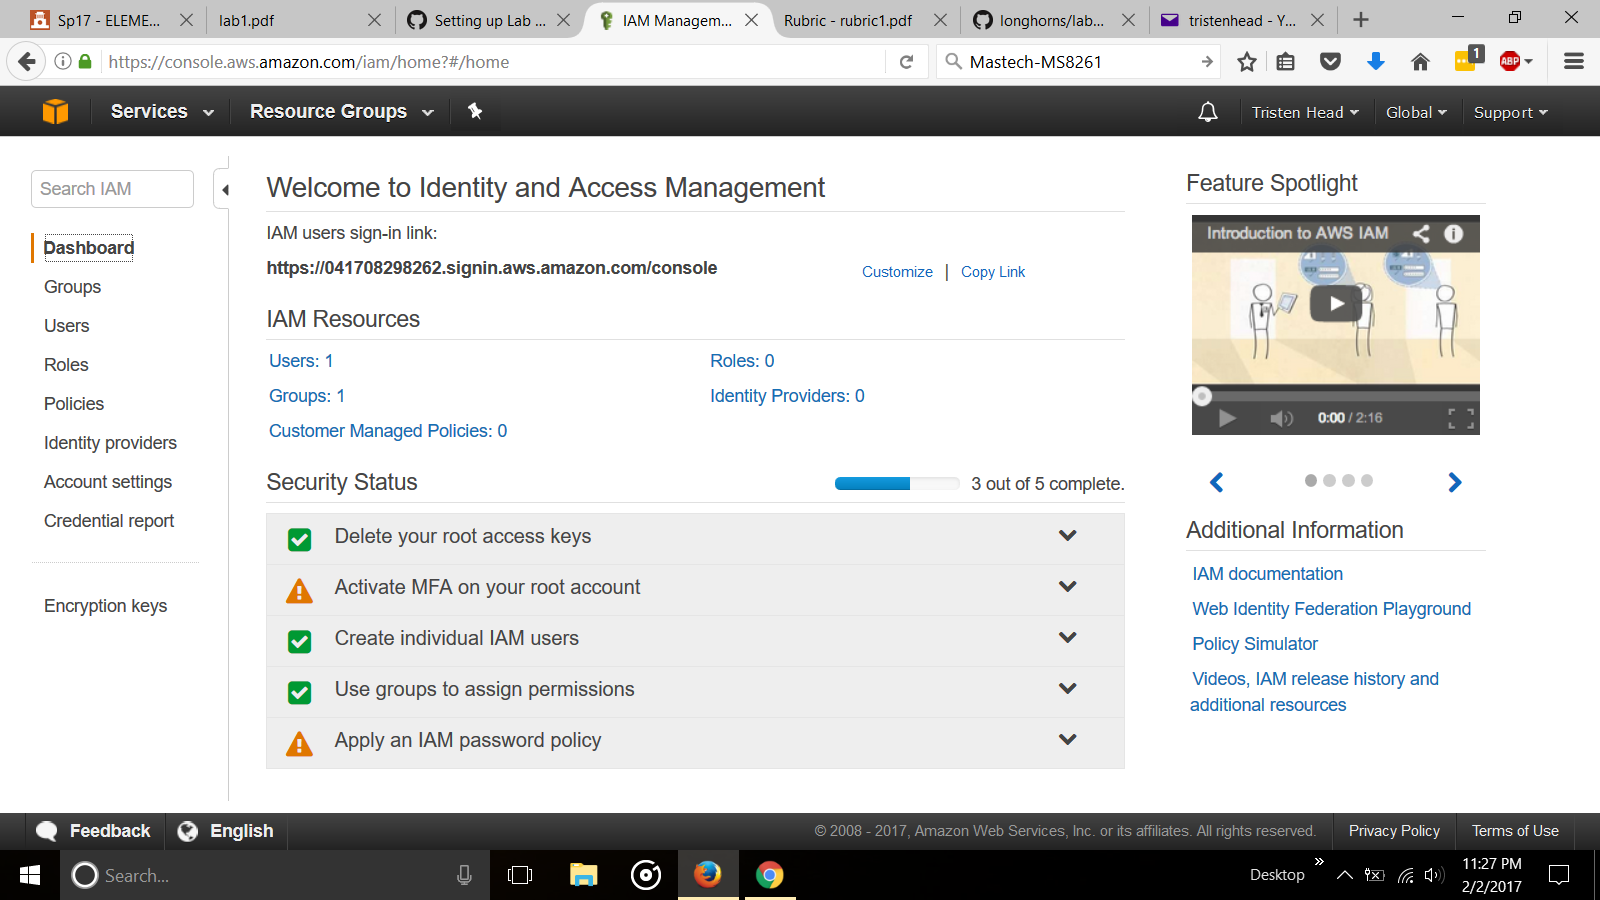 Sp17 - ELEME...
lab1.pdf
Setting up Lab ...
IAM Managem...
Rubric - rubric1.pdf
longhorns/lab...
tristenhead - Y...
https://console.aws.amazon.com/iam/home?#/home
Mastech-MS8261
1
ABP
Services
Resource Groups
Tristen Head
Global
Support
Search IAM
Dashboard
Groups
Users
Roles
Policies
Identity providers
Account settings
Credential report
Encryption keys
Welcome to Identity and Access Management
IAM users sign-in link:
https://041708298262.signin.aws.amazon.com/console
Customize | Copy Link
IAM Resources
Users: 1
Roles: 0
Groups: 1
Identity Providers: 0
Customer Managed Policies: 0
Security Status
3 out of 5 complete.
Delete your root access keys
Activate MFA on your root account
Create individual IAM users
Use groups to assign permissions
Apply an IAM password policy
Feature Spotlight
Introduction to AWS IAM
0:00 / 2:16
Additional Information
IAM documentation
Web Identity Federation Playground
Policy Simulator
Videos, IAM release history and
additional resources
Feedback
English
© 2008 - 2017, Amazon Web Services, Inc. or its affiliates. All rights reserved.
Privacy Policy
Terms of Use
Search...
Desktop
11:27 PM
2/2/2017